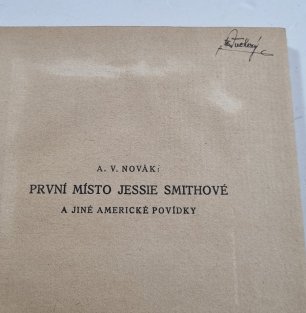 A. V. NOVÁK:
PRVNÍ MÍSTO JESSIE SMITHOVÉ
A JINÉ AMERICKÉ POVÍDKY